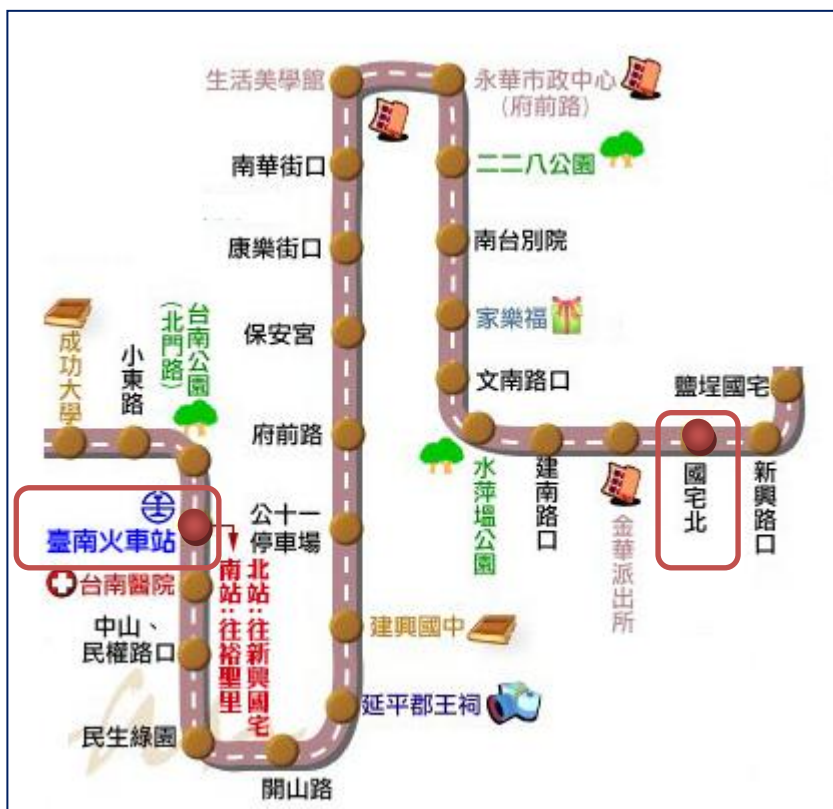 生活美學館
永華市政中心
(府前路)
南華街口
二二八公園
康樂街口
南台別院
保安宮
家樂福
文南路口
府前路
公十一
停車場
建興國中
延平郡王祠
開山路
民生綠園
中山、
民權路口
台南醫院
臺南火車站
北站:往新興國宅
南站:往裕聖里
台南公園
(北門路)
小東路
成功大學
水萍塭公園
建南路口
金華派出所
國宅北
新興路口
鹽埕國宅